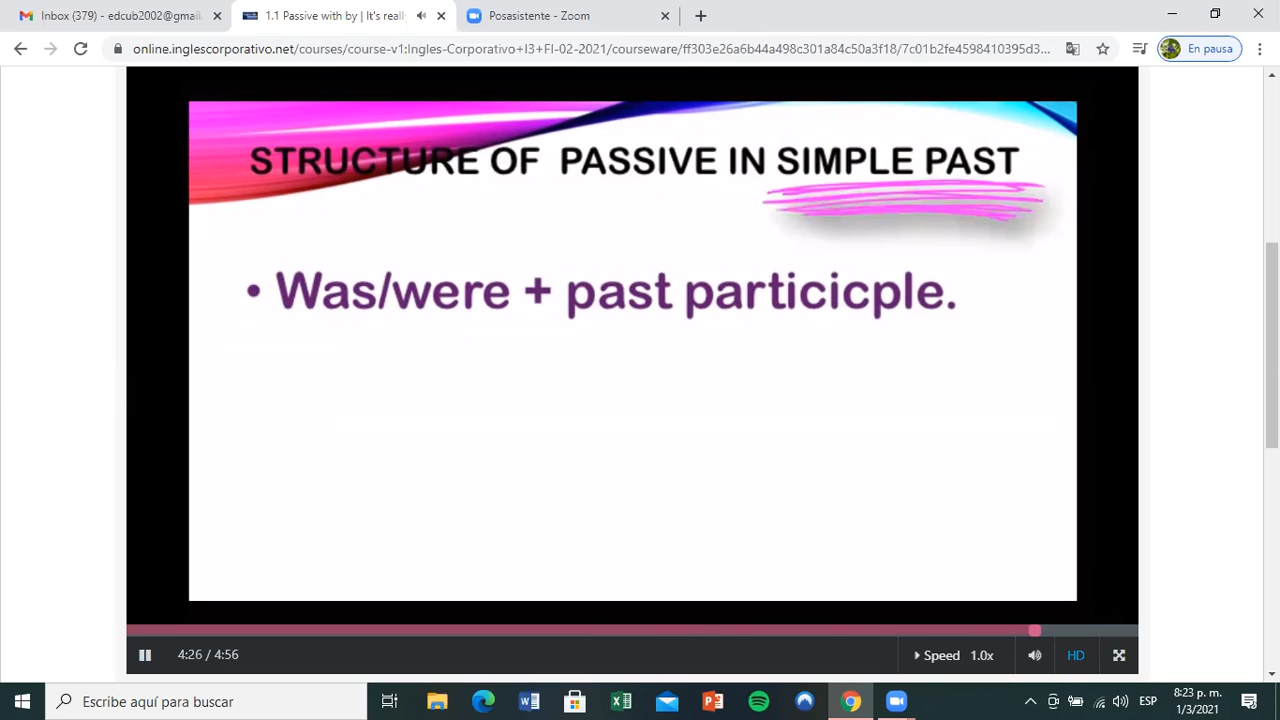 Inbox (379) - edcub2002@gmai
1.1 Passive with by | It's reall
Posasistente - Zoom
online.inglescorporativo.net/courses/course-v1:Ingles-Corporativo+I3+FI-02-2021/courseware/ff303e26a6b44a498c301a84c50a3f18/7c01b2fe4598410395d3...
En pausa
STRUCTURE OF PASSIVE IN SIMPLE PAST
• Was/were + past particicple.
4:26 / 4:56
Speed 1.0x
HD
Escribe aquí para buscar
ESP
8:23 p. m.
1/3/2021